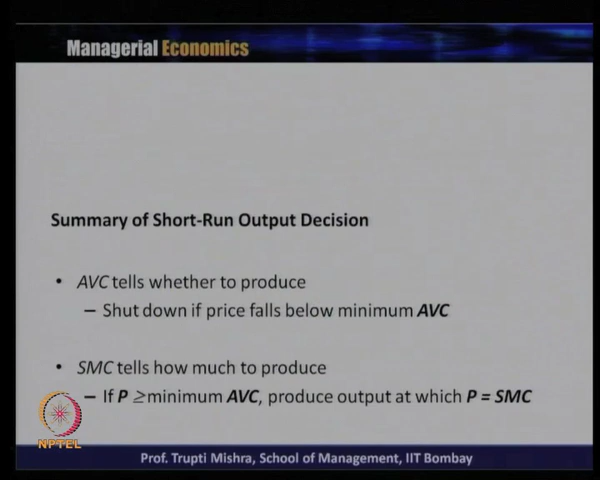 Managerial Economics
Summary of Short-Run Output Decision
• AVC tells whether to produce
– Shut down if price falls below minimum AVC
• SMC tells how much to produce
– If P ≥minimum AVC, produce output at which P = SMC
NPTEL
Prof. Trupti Mishra, School of Management, IIT Bombay